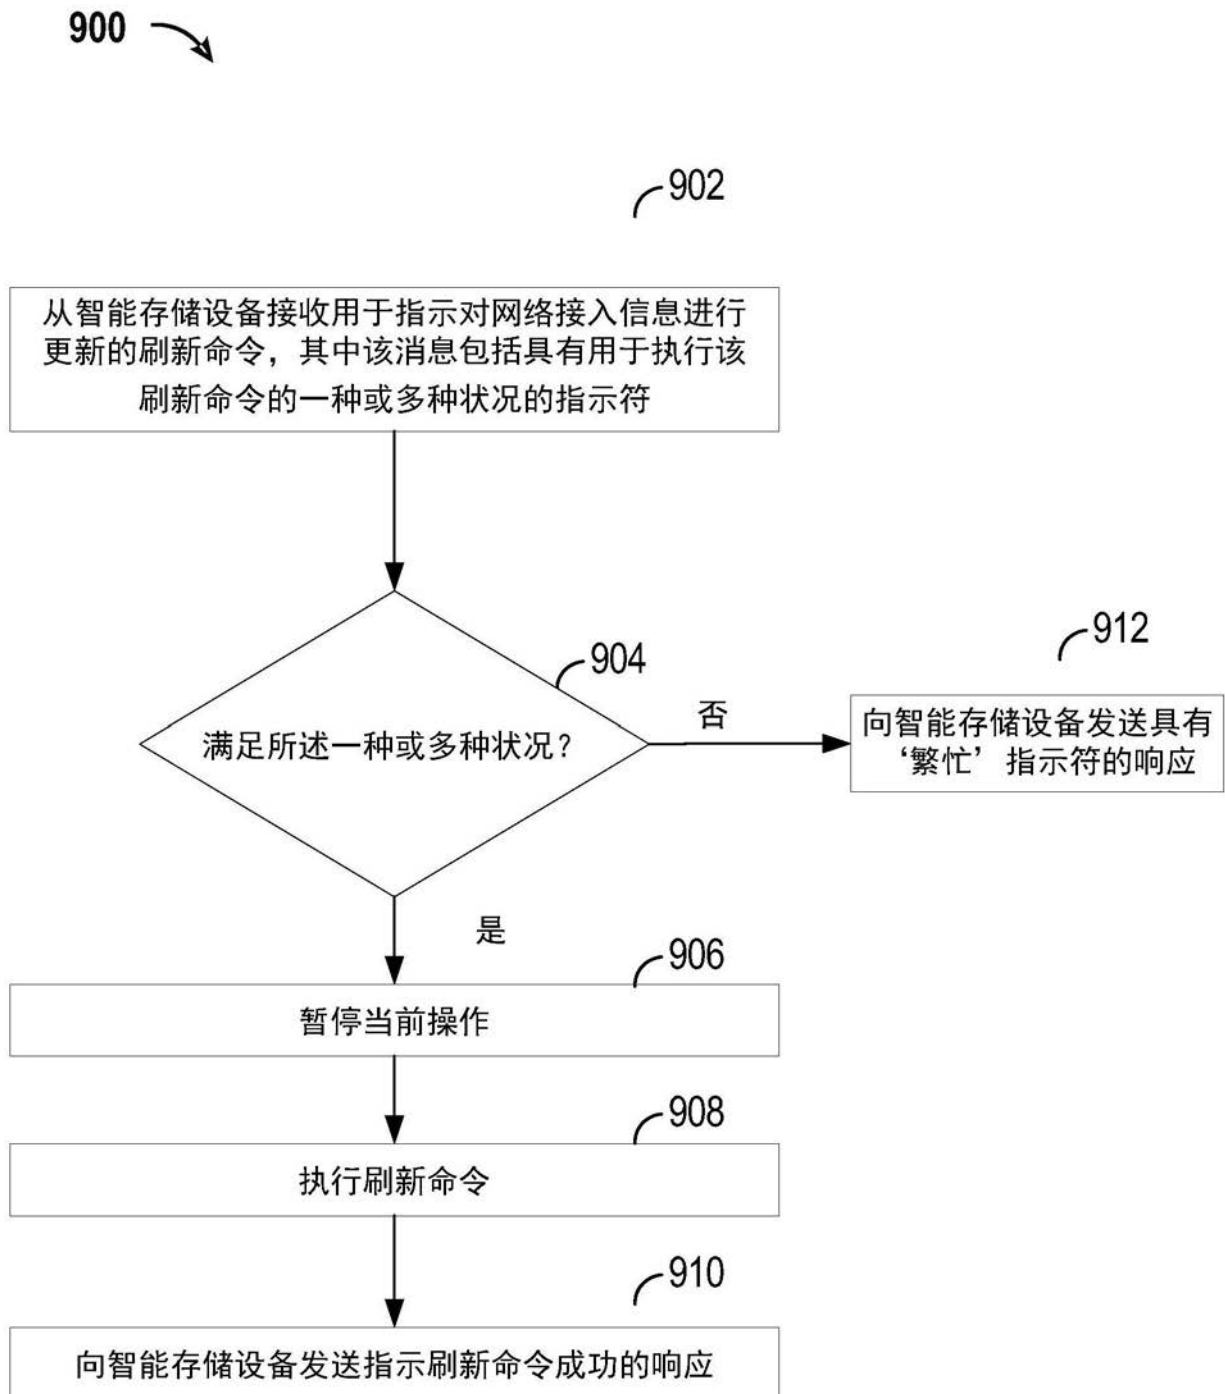 900
902
从智能存储设备接收用于指示对网络接入信息进行
更新的刷新命令，其中该消息包括具有用于执行该
刷新命令的一种或多种状况的指示符
904
满足所述一种或多种状况？
否
912
向智能存储设备发送具有
‘繁忙’指示符的响应
是
906
暂停当前操作
908
执行刷新命令
910
向智能存储设备发送指示刷新命令成功的响应